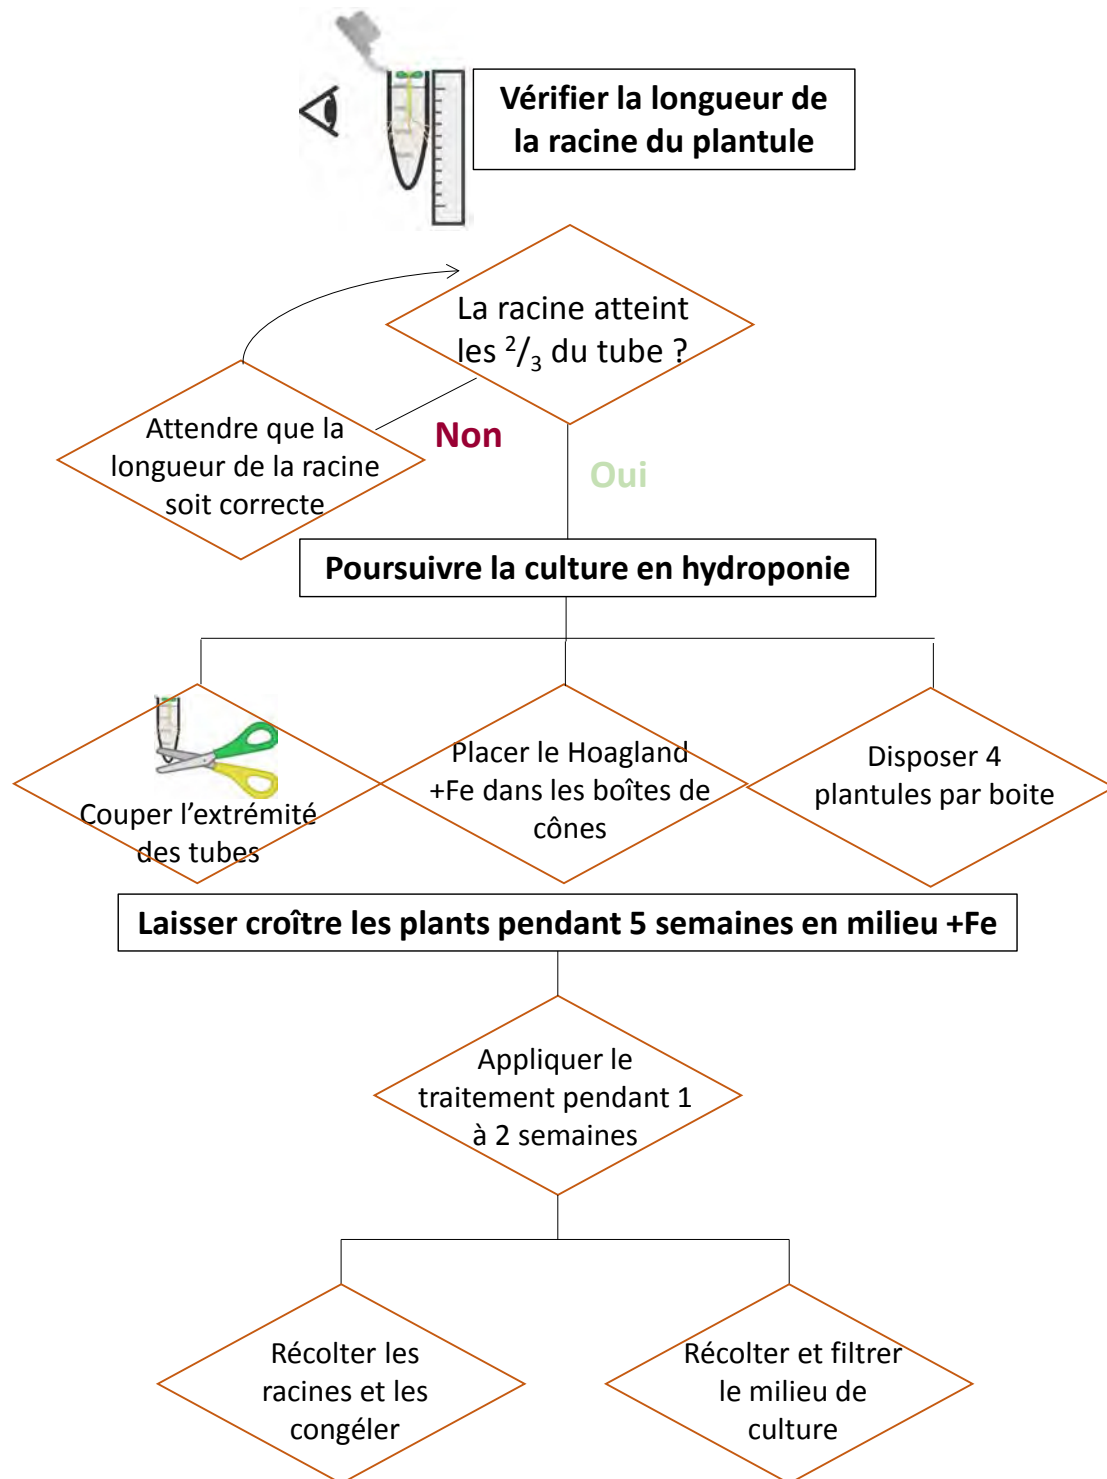 Vérifier la longueur de
la racine du plantule
La racine atteint
les 2/3 du tube ?
Attendre que la
longueur de la racine
soit correcte
Non
Oui
Poursuivre la culture en hydroponie
Couper l’extrémité
des tubes
Placer le Hoagland
+Fe dans les boîtes de
cônes
Disposer 4
plantules par boite
Laisser croître les plants pendant 5 semaines en milieu +Fe
Appliquer le
traitement pendant 1
à 2 semaines
Récolter les
racines et les
congéler
Récolter et filtrer
le milieu de
culture